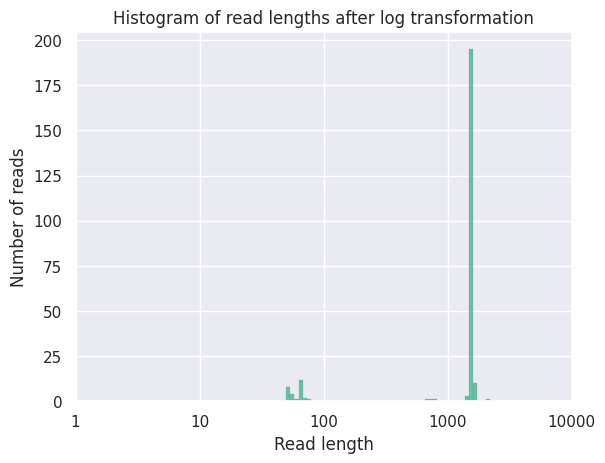 Histogram of read lengths after log transformation
200
175
150
125
100
75
50
25
0
Number of reads
1 10 100 1000 10000
Read length